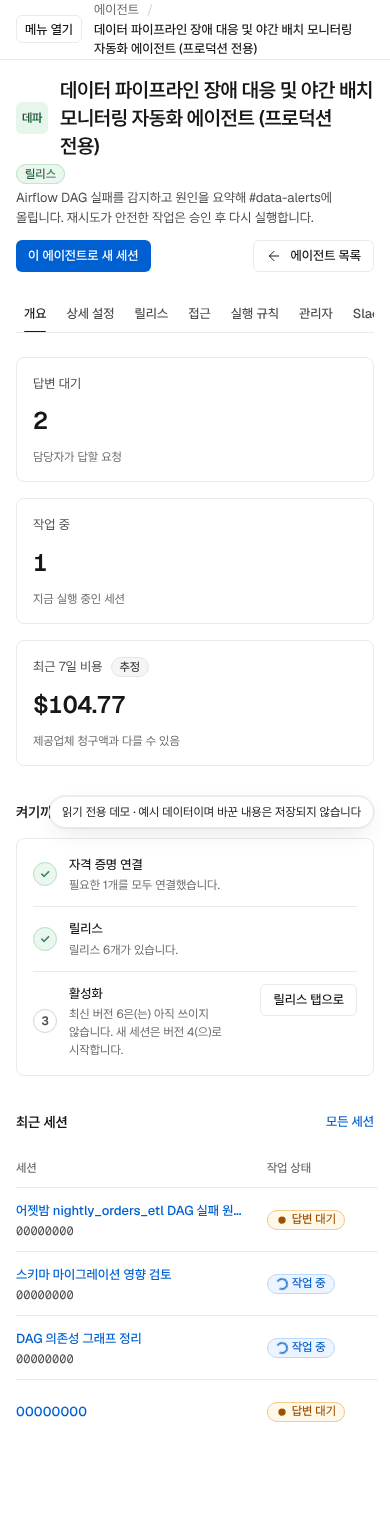 메뉴 열기
에이전트 /
데이터 파이프라인 장애 대응 및 야간 배치 모니터링
자동화 에이전트 (프로덕션 전용)
데파
데이터 파이프라인 장애 대응 및 야간 배치
모니터링 자동화 에이전트 (프로덕션
전용)
릴리스
Airflow DAG 실패를 감지하고 원인을 요약해 #data-alerts에
올립니다. 재시도가 안전한 작업은 승인 후 다시 실행합니다.
이 에이전트로 새 세션
← 에이전트 목록
개요 상세 설정 릴리스 접근 실행 규칙 관리자
답변 대기
2
담당자가 답할 요청
작업 중
1
지금 실행 중인 세션
최근 7일 비용 추정
$104.77
제공업체 청구액과 다를 수 있음
켜기까
읽기 전용 데모 · 예시 데이터이며 바꾼 내용은 저장되지 않습니다
자격 증명 연결
필요한 1개를 모두 연결했습니다.
릴리스
릴리스 6개가 있습니다.
3
활성화
최신 버전 6은(는) 아직 쓰이지
않습니다. 새 세션은 버전 4(으)로
시작합니다.
릴리스 탭으로
최근 세션
모든 세션
세션 작업 상태
어젯밤 nightly_orders_etl DAG 실패 원...
00000000
답변 대기
스키마 마이그레이션 영향 검토
00000000
작업 중
DAG 의존성 그래프 정리
00000000
작업 중
00000000
답변 대기